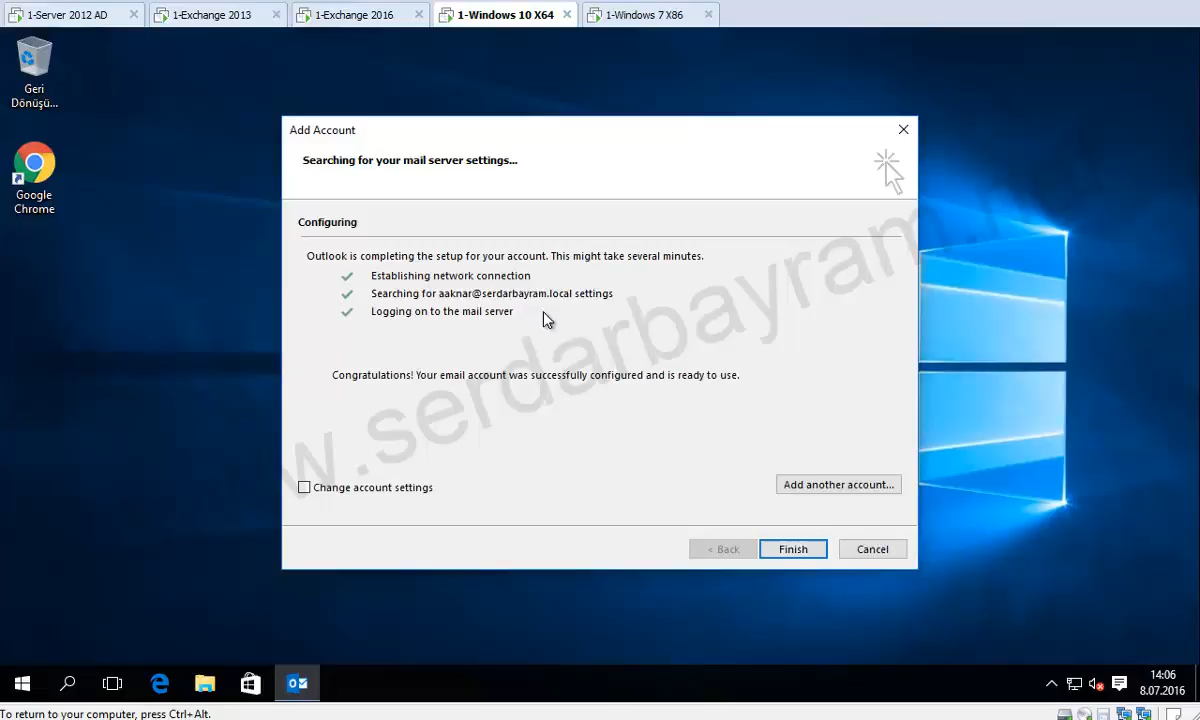 1-Server 2012 AD
1-Exchange 2013
1-Exchange 2016
1-Windows 10 X64
1-Windows 7 X86
Geri
Dönüşü...
Google
Chrome
Add Account
Searching for your mail server settings...
Configuring
Outlook is completing the setup for your account. This might take several minutes.
Establishing network connection
Searching for aaknar@serdarbayram.local settings
Logging on to the mail server
Congratulations! Your email account was successfully configured and is ready to use.
w.serdarbayram.
Change account settings
Add another account...
< Back
Finish
Cancel
14:06
8.07.2016
To return to your computer, press Ctrl+Alt.